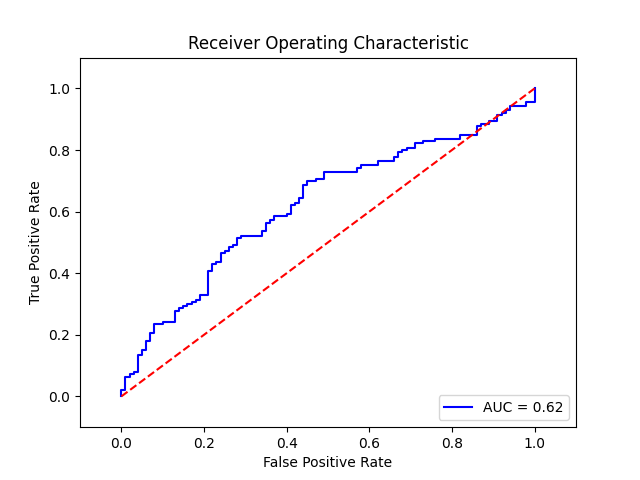 Receiver Operating Characteristic
True Positive Rate
1.0
0.8
0.6
0.4
0.2
0.0
AUC = 0.62
0.0 0.2 0.4 0.6 0.8 1.0
False Positive Rate